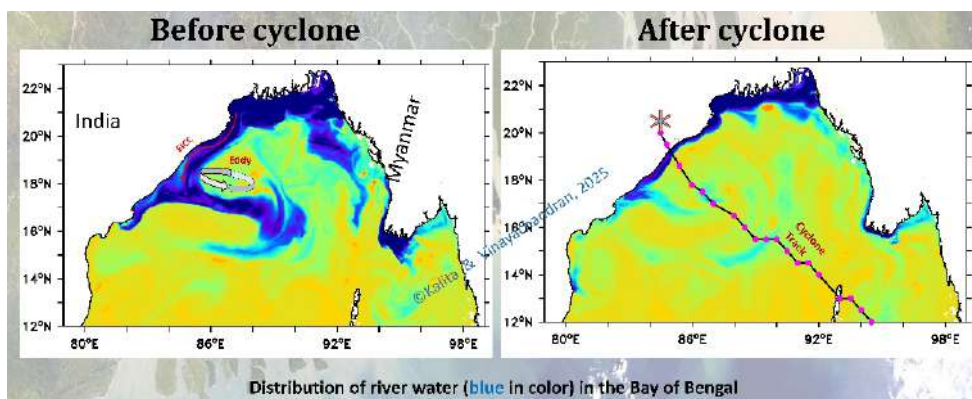 Before cyclone
After cyclone
22°N
20°N
18°N
16°N
14°N
12°N
80°E
86°E
92°E
98°E
India
EICC
Eddy
Myanmar
22°N
20°N
18°N
16°N
14°N
12°N
80°E
86°E
92°E
98°E
Cyclone
Track
©Kalita & Vinayachandran, 2025
Distribution of river water (blue in color) in the Bay of Bengal